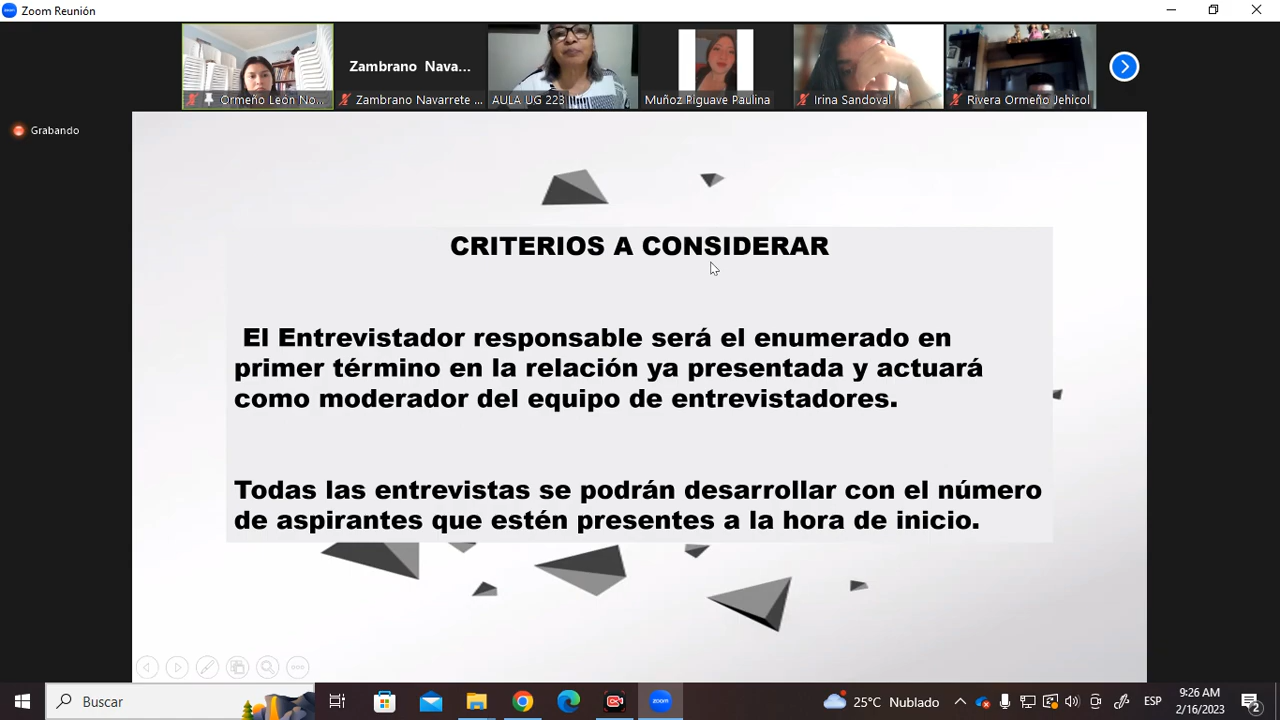 Zoom Reunión
Zambrano Nava...
Ormeño León No...
Zambrano Navarrete ...
AULA UG 223
Muñoz Piguave Paulina
Irina Sandoval
Rivera Ormeño Jehicol
Grabando
CRITERIOS A CONSIDERAR
El Entrevistador responsable será el enumerado en
primer término en la relación ya presentada y actuará
como moderador del equipo de entrevistadores.
Todas las entrevistas se podrán desarrollar con el número
de aspirantes que estén presentes a la hora de inicio.
Buscar
zoom
25°C Nublado
ESP
9:26 AM
2/16/2023
2